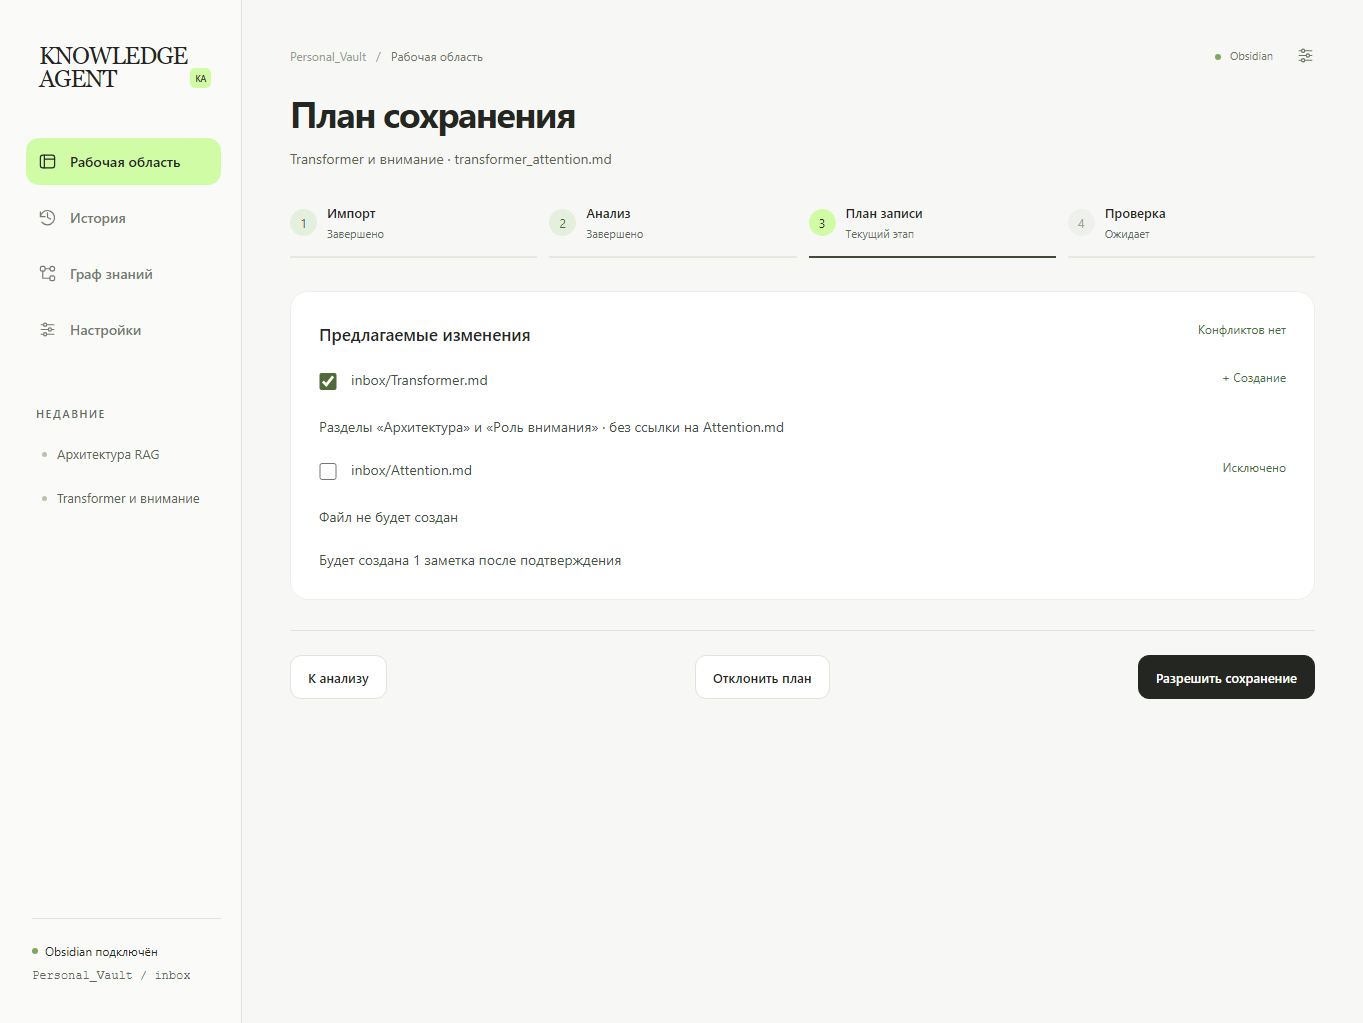 KNOWLEDGE
AGENT
KA
Рабочая область
История
Граф знаний
Настройки
НЕДАВНИЕ
Архитектура RAG
Transformer и внимание
Obsidian подключён
Personal_Vault / inbox
Personal_Vault / Рабочая область
Obsidian
План сохранения
Transformer и внимание · transformer_attention.md
1
Импорт
Завершено
2
Анализ
Завершено
3
План записи
Текущий этап
4
Проверка
Ожидает
Предлагаемые изменения
Конфликтов нет
inbox/Transformer.md
+ Создание
Разделы «Архитектура» и «Роль внимания» · без ссылки на Attention.md
inbox/Attention.md
Исключено
Файл не будет создан
Будет создана 1 заметка после подтверждения
К анализу
Отклонить план
Разрешить сохранение